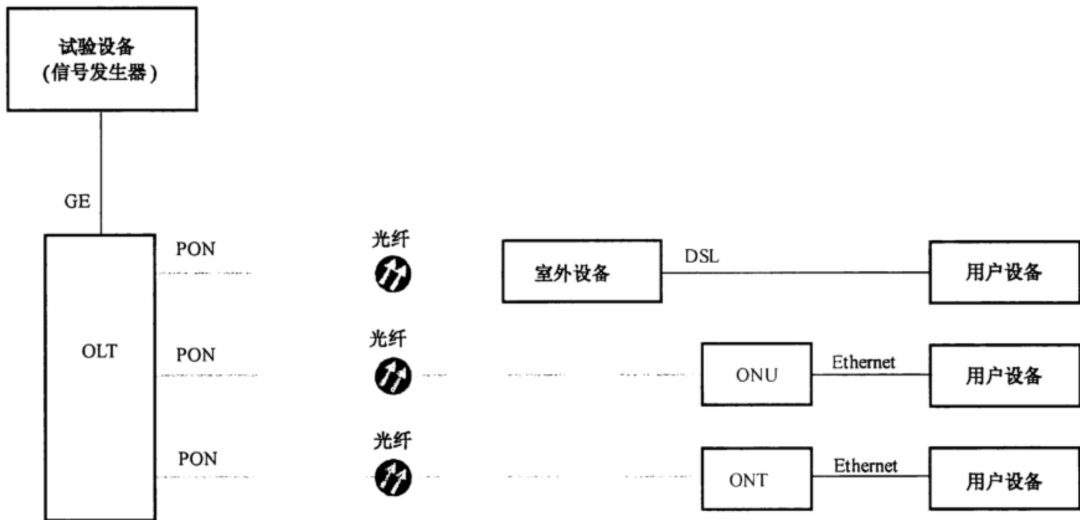 试验设备
(信号发生器)
GE
OLT
PON
光纤
室外设备
DSL
用户设备
PON
光纤
ONU
Ethernet
用户设备
PON
光纤
ONT
Ethernet
用户设备